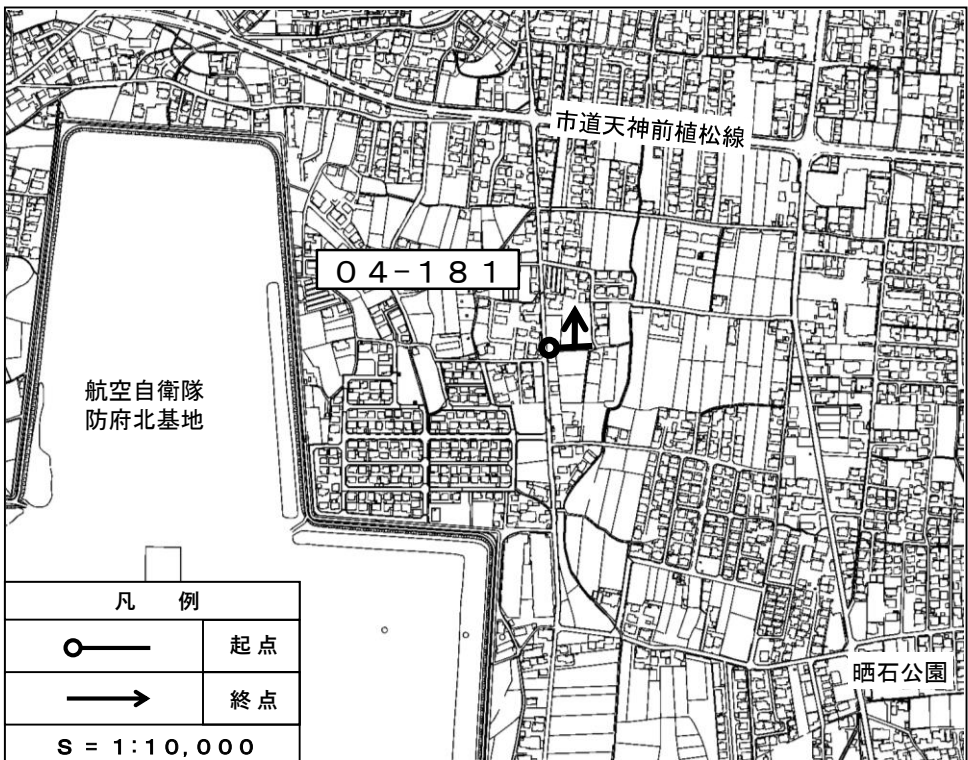 市道天神前植松線
０４-１８１
航空自衛隊
防府北基地
凡 例
起点
終点
晒石公園
S = 1:10,000